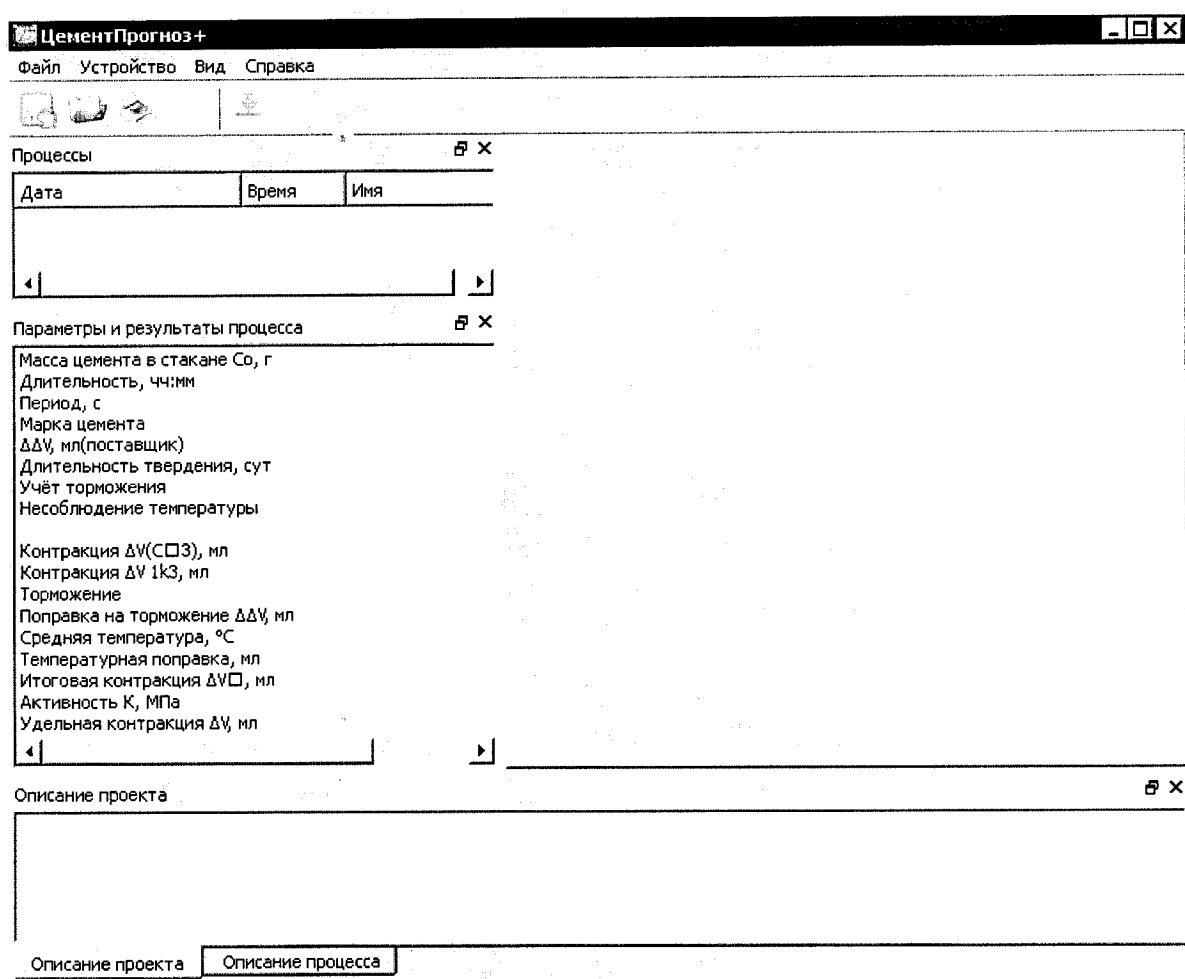 ЦементПрогноз+
Файл Устройство Вид Справка
Процессы
Дата Время Имя
Параметры и результаты процесса
Масса цемента в стакане Со, г
Длительность, чч:мм
Период, с
Марка цемента
ΔΔV, мл(поставщик)
Длительность твердения, сут
Учёт торможения
Несоблюдение температуры
Контракция ΔV(C□3), мл
Контракция ΔV 1k3, мл
Торможение
Поправка на торможение ΔΔV, мл
Средняя температура, °C
Температурная поправка, мл
Итоговая контракция ΔV□, мл
Активность К, МПа
Удельная контракция ΔV, мл
Описание проекта
Описание проекта Описание процесса